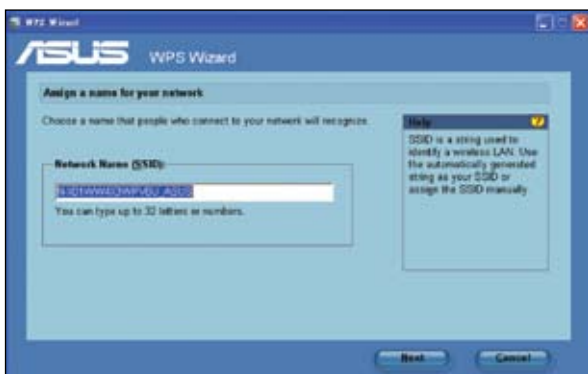 WPS Wizard
ASUS WPS Wizard
Assign a name for your network
Choose a name that people who connect to your network will recognize.
Network Name (SSID):
You can type up to 32 letters or numbers.
Help
SSID is a string used to
identify a wireless LAN. Use
the automatically generated
string as your SSID or
assign the SSID manually.
Next
Cancel